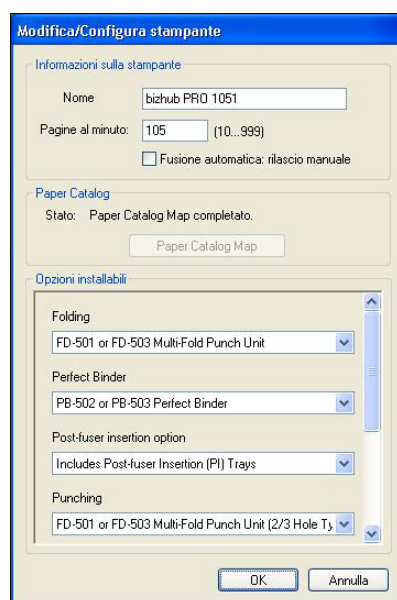 Modifica/Configura stampante
Informazioni sulla stampante
Nome bizhub PRO 1051
Pagine al minuto: 105 (10...999)
Fusione automatica: rilascio manuale
Paper Catalog
Stato: Paper Catalog Map completato.
Paper Catalog Map
Opzioni installabili
Folding
FD-501 or FD-503 Multi-Fold Punch Unit
Perfect Binder
PB-502 or PB-503 Perfect Binder
Post-fuser insertion option
Includes Post-fuser Insertion (PI) Trays
Punching
FD-501 or FD-503 Multi-Fold Punch Unit (2/3 Hole Ty
OK Annulla